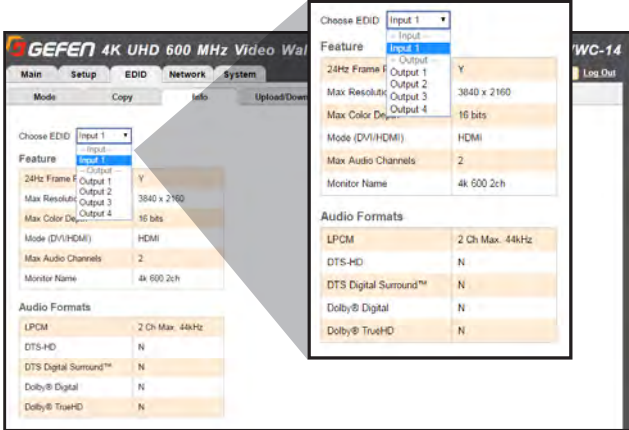 GEFEN 4K UHD 600 MHz Video Wal
WC-14
Main Setup EDID Network System
Log Out
Mode Copy Info Upload/Down
Choose EDID Input 1
-- Input --
Feature Input 1
-- Output --
24Hz Frame Output 1 Y
Output 2
Max Resolutio Output 3 3840 x 2160
Output 4
Max Color De 16 bits
Mode (DVI/HDMI) HDMI
Max Audio Channels 2
Monitor Name 4k 600 2ch
Audio Formats
LPCM 2 Ch Max. 44kHz
DTS-HD N
DTS Digital Surround™ N
Dolby® Digital N
Dolby® TrueHD N
Choose EDID Input 1
-- Input --
Feature Input 1
-- Output --
24Hz Frame Output 1 Y
Output 2
Max Resolutio Output 3 3840 x 2160
Output 4
Max Color De 16 bits
Mode (DVI/HDMI) HDMI
Max Audio Channels 2
Monitor Name 4k 600 2ch
Audio Formats
LPCM 2 Ch Max. 44kHz
DTS-HD N
DTS Digital Surround™ N
Dolby® Digital N
Dolby® TrueHD N